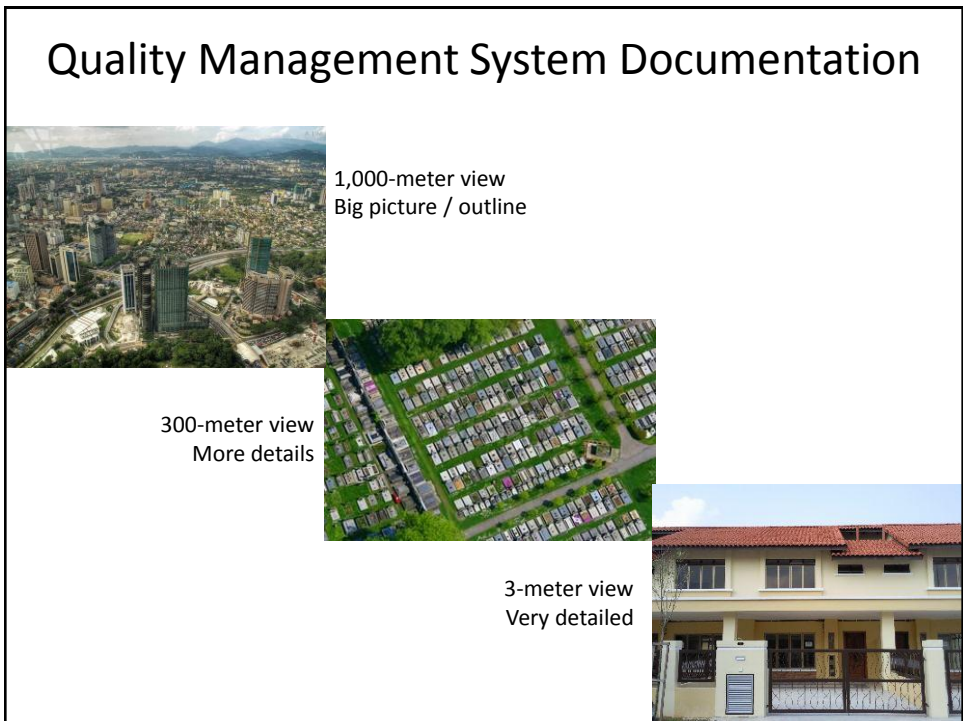 Quality Management System Documentation
1,000-meter view
Big picture / outline
300-meter view
More details
3-meter view
Very detailed